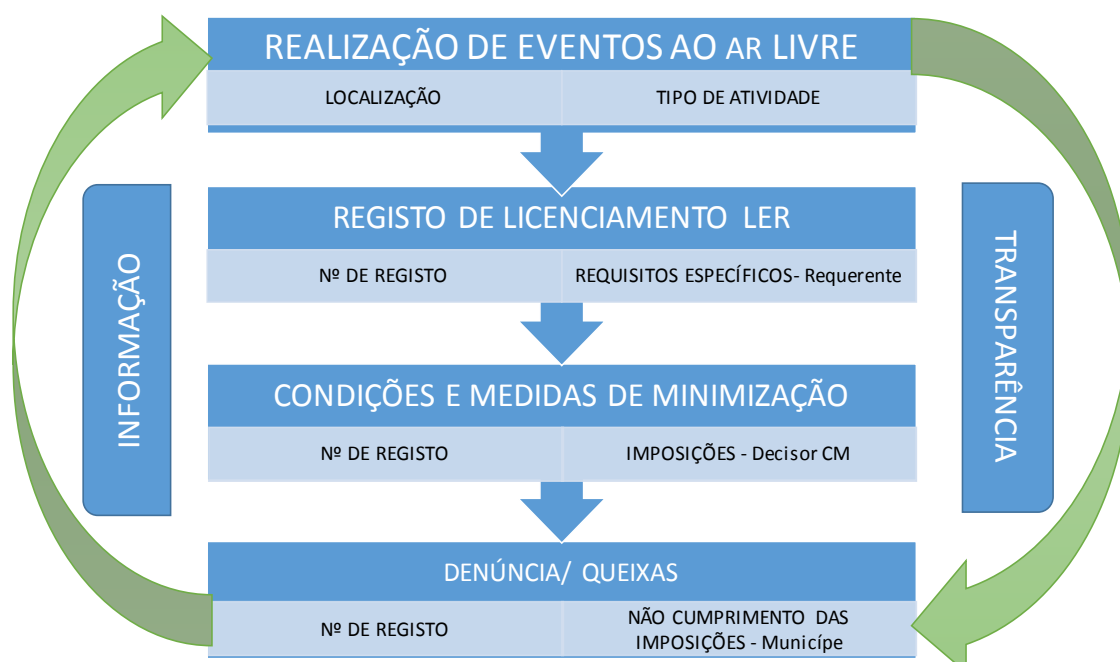 REALIZAÇÃO DE EVENTOS AO AR LIVRE
LOCALIZAÇÃO
TIPO DE ATIVIDADE
REGISTO DE LICENCIAMENTO LER
Nº DE REGISTO
REQUISITOS ESPECÍFICOS- Requerente
CONDIÇÕES E MEDIDAS DE MINIMIZAÇÃO
Nº DE REGISTO
IMPOSIÇÕES - Decisor CM
DENÚNCIA/ QUEIXAS
Nº DE REGISTO
NÃO CUMPRIMENTO DAS
IMPOSIÇÕES - Municípe
INFORMAÇÃO
TRANSPARÊNCIA